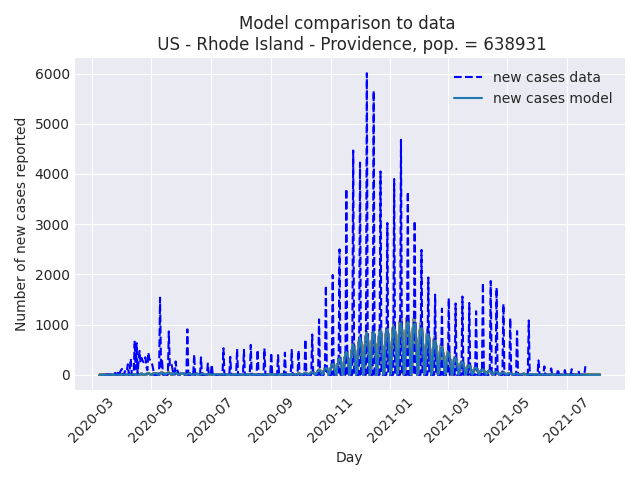 Model comparison to data
US - Rhode Island - Providence, pop. = 638931
new cases data
new cases model
Number of new cases reported
6000
5000
4000
3000
2000
1000
0
2020-03
2020-05
2020-07
2020-09
2020-11
2021-01
2021-03
2021-05
2021-07
Day